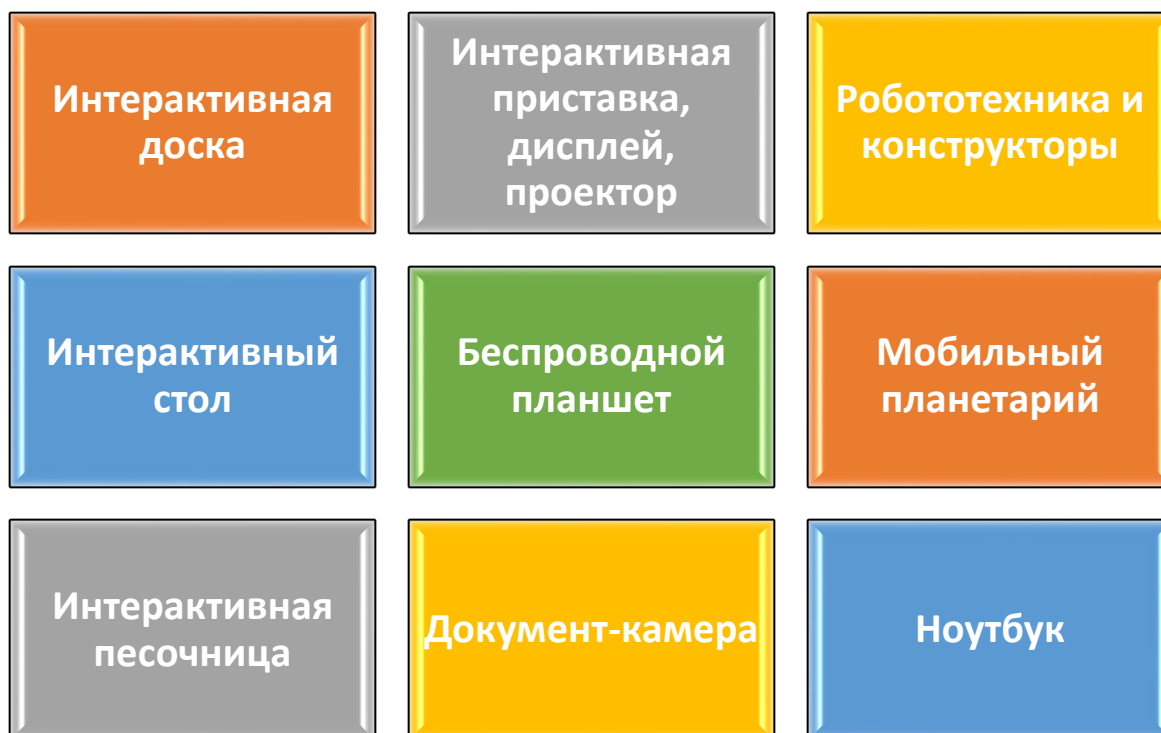 Интерактивная
доска
Интерактивная
приставка,
дисплей,
проектор
Робототехника и
конструкторы
Интерактивный
стол
Беспроводной
планшет
Мобильный
планетарий
Интерактивная
песочница
Документ-камера
Ноутбук